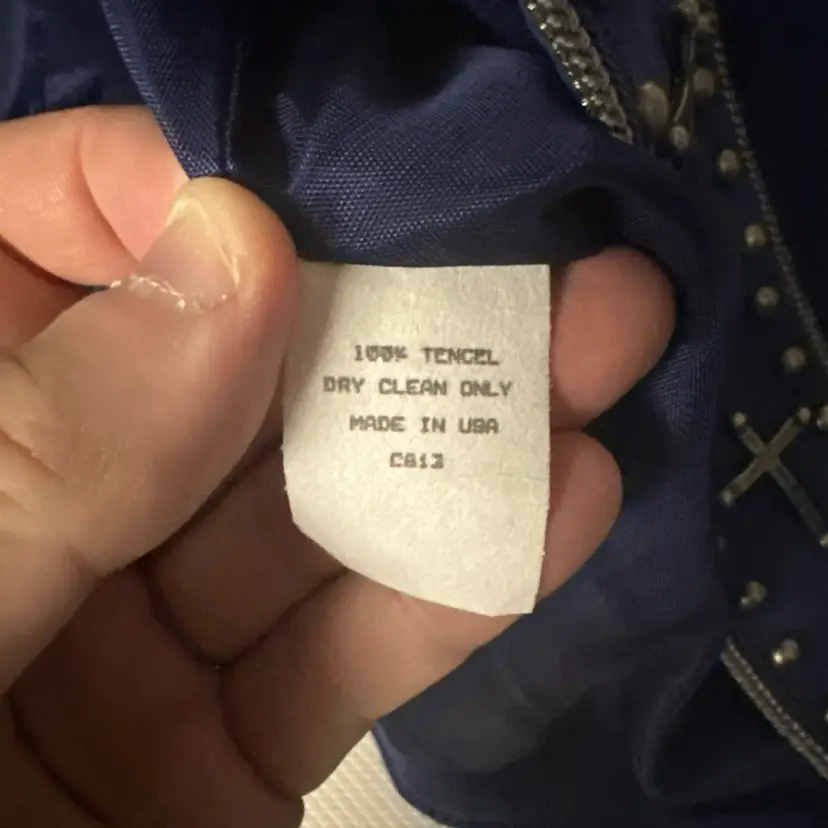 100% TENCEL
DRY CLEAN ONLY
MADE IN USA
C813